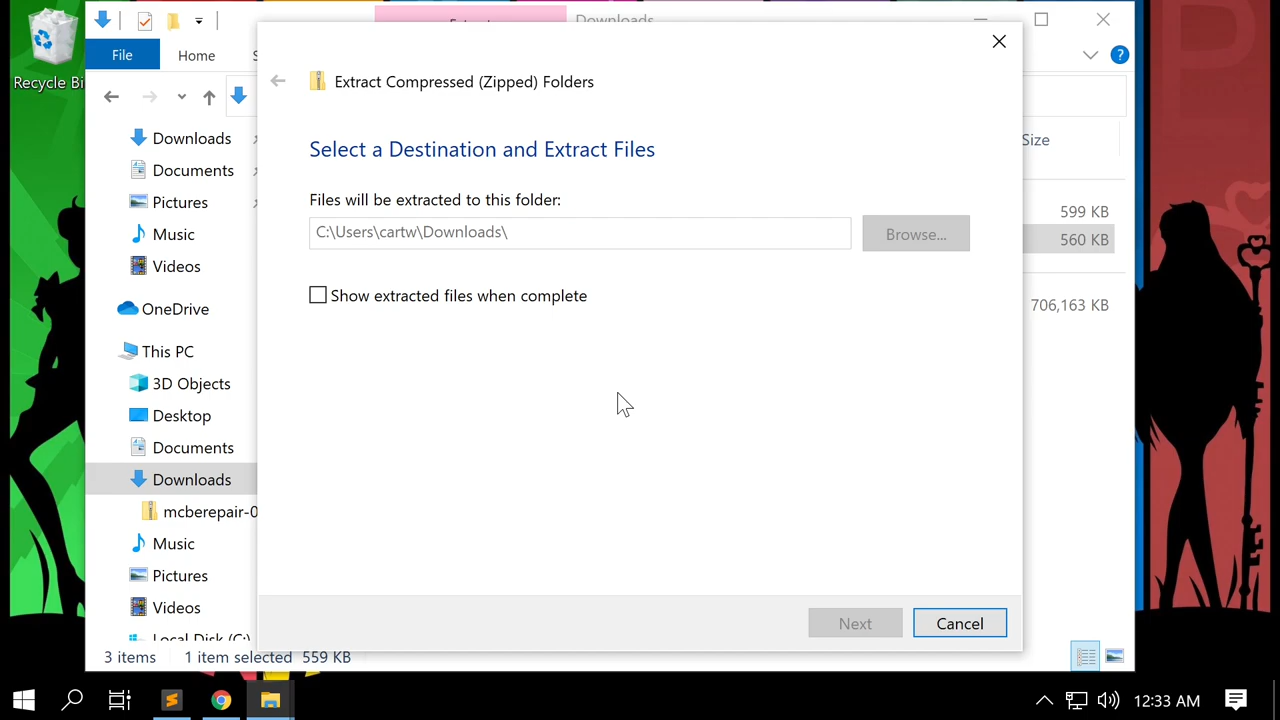 Downloads
Recycle Bi
File
Home
S
Extract Compressed (Zipped) Folders
Select a Destination and Extract Files
Files will be extracted to this folder:
C:\Users\cartw\Downloads\
Browse...
Show extracted files when complete
Next
Cancel
Downloads
Documents
Pictures
Music
Videos
OneDrive
This PC
3D Objects
Desktop
Documents
Downloads
mcberepair-0
Music
Pictures
Videos
Local Disk (C:)
Size
599 KB
560 KB
706,163 KB
3 items
1 item selected 559 KB
12:33 AM